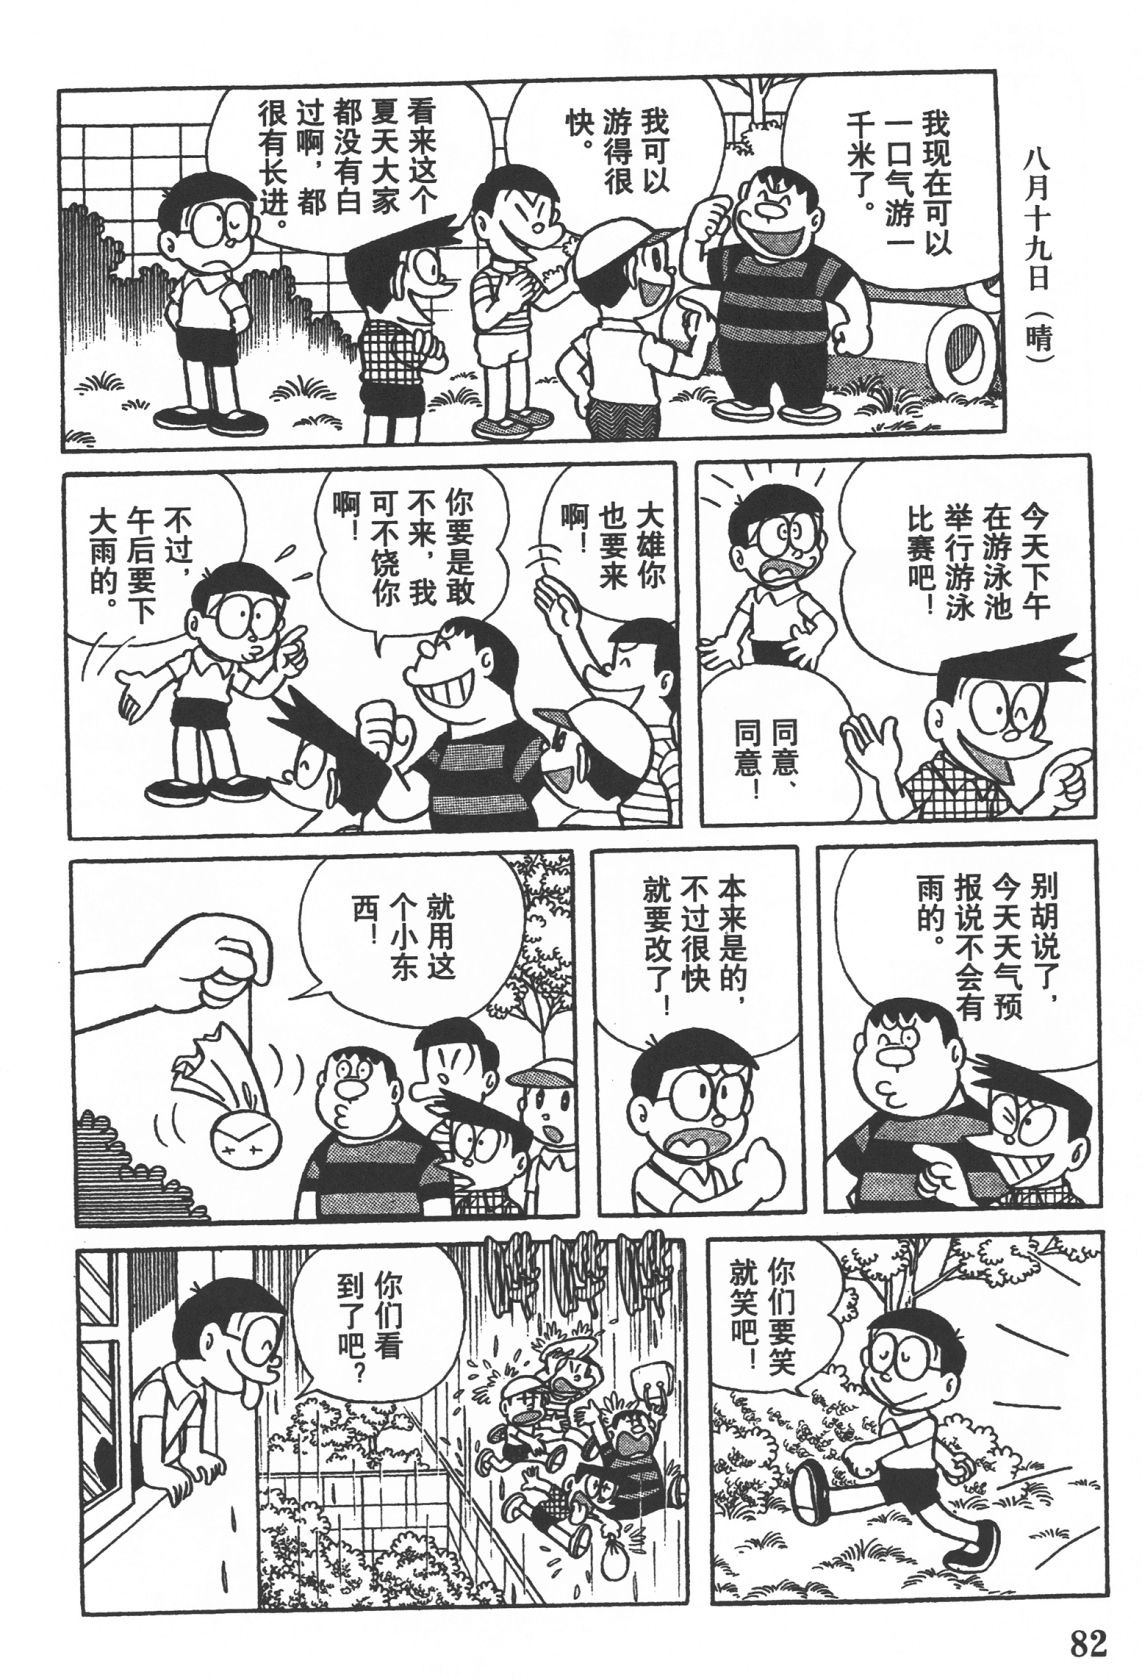 八月十九日（晴）
我现在可以
一口气游一
千米了。
我可以
游得很
快。
看来这个
夏天大家
都没有白
过啊，都
很有长进。
今天下午
在游泳池
举行游泳
比赛吧！
同意、
同意！
大雄你
也要来
啊！
你要是敢
不来，我
可不饶你
啊！
不过，
午后要下
大雨的。
别胡说了，
今天天气预
报说不会有
雨的。
本来是的，
不过很快
就要改了！
就用这
个小东
西！
你们要笑
就笑吧！
你们看
到了吧？
82